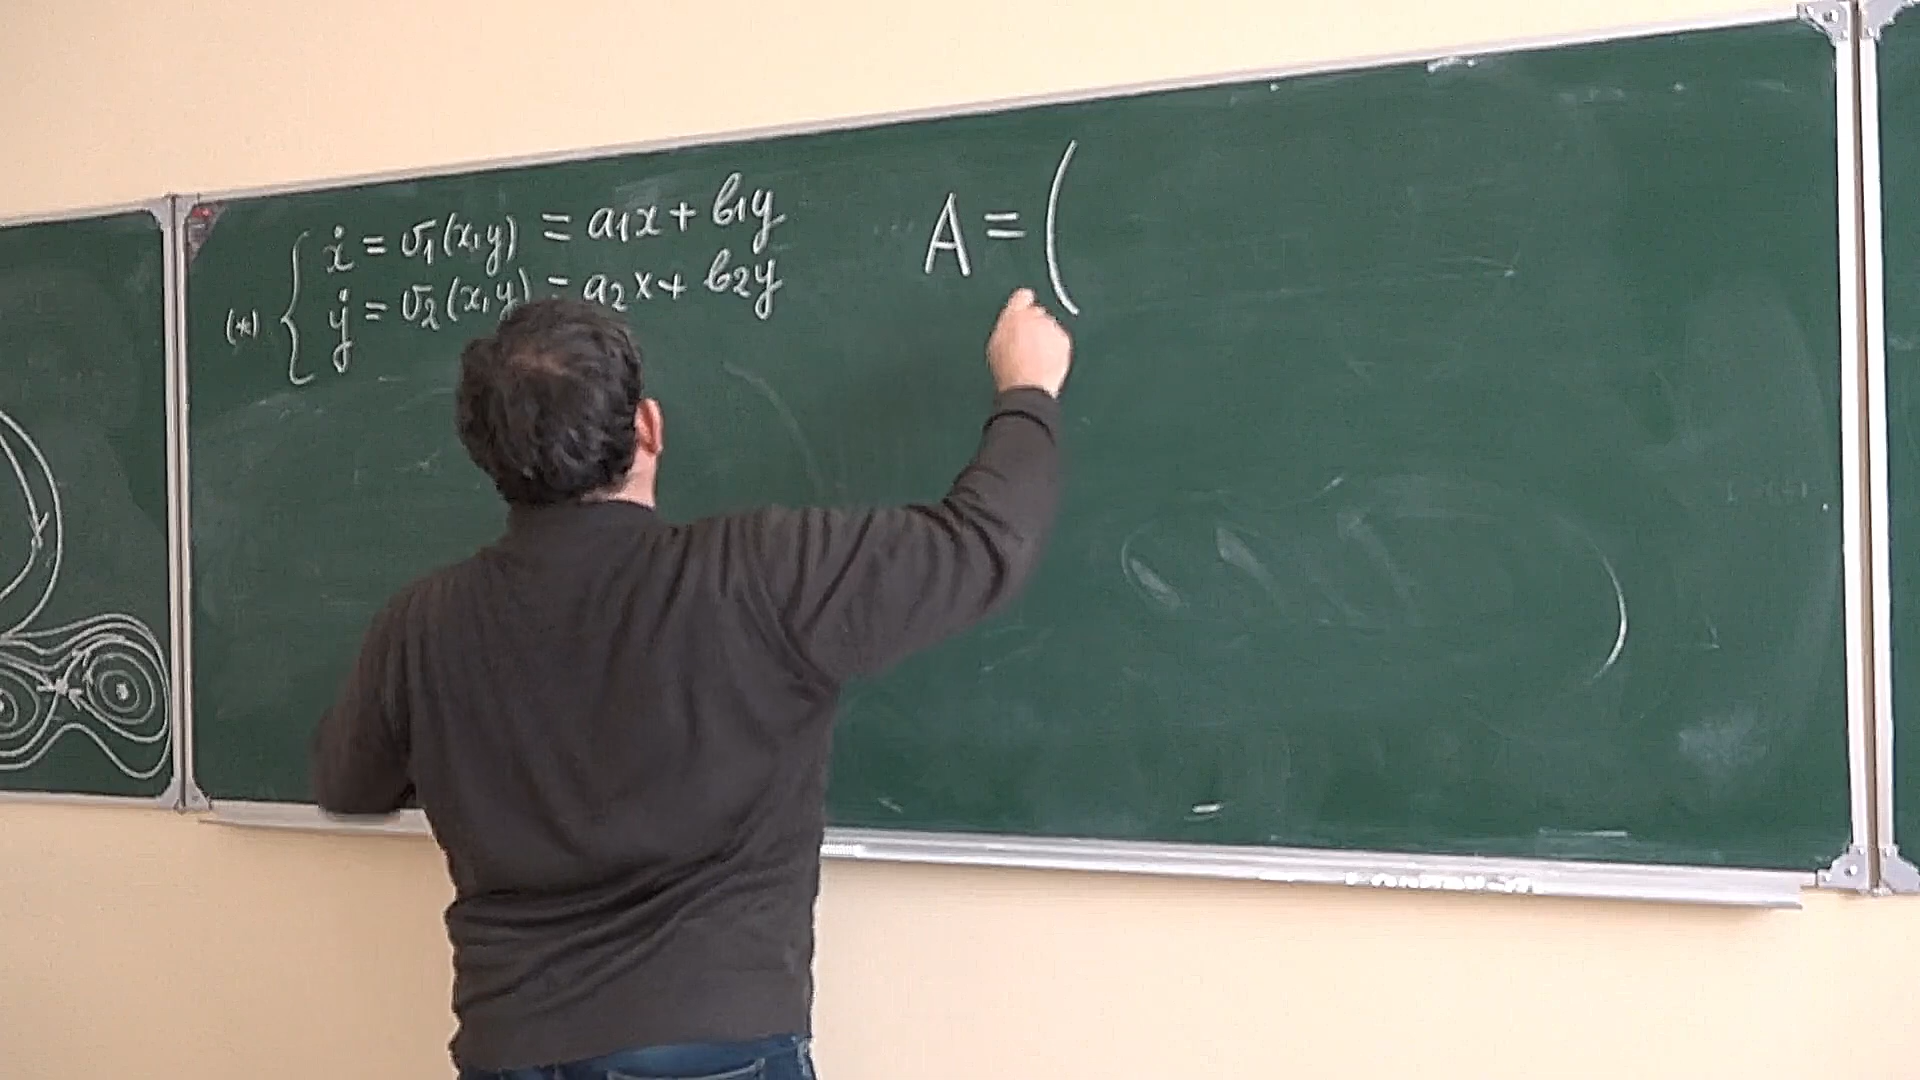 (*) { ẋ = v₁(x,y) = a₁x + b₁y
ẏ = v₂(x,y) = a₂x + b₂y
A = (